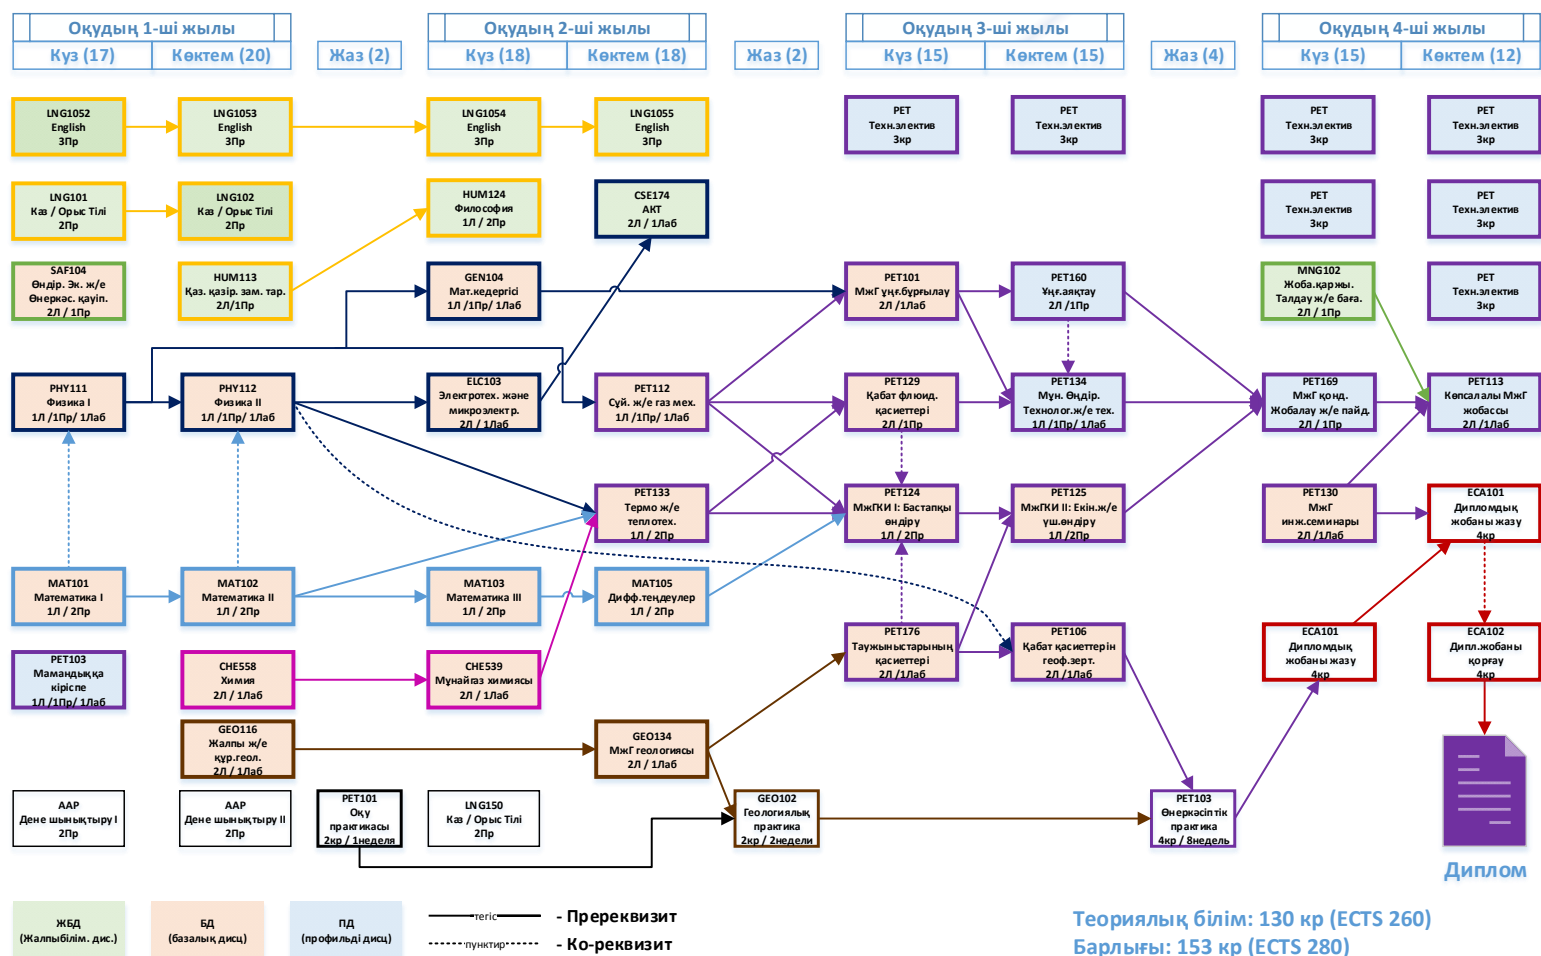 Оқудың 1-ші жылы
Оқудың 2-ші жылы
Оқудың 3-ші жылы
Оқудың 4-ші жылы
Күз (17)
Көктем (20)
Жаз (2)
Күз (18)
Көктем (18)
Жаз (2)
Күз (15)
Көктем (15)
Жаз (4)
Күз (15)
Көктем (12)
LNG1052
English
3Пр
LNG1053
English
3Пр
LNG1054
English
3Пр
LNG1055
English
3Пр
PET
Техн.электив
3кр
PET
Техн.электив
3кр
PET
Техн.электив
3кр
PET
Техн.электив
3кр
LNG101
Каз / Орыс Тілі
2Пр
LNG102
Каз / Орыс Тілі
2Пр
HUM124
Философия
1Л / 2Пр
CSE174
АКТ
2Л / 1Лаб
PET
Техн.электив
3кр
PET
Техн.электив
3кр
SAF104
Өндір. Эк. ж/е
Өнеркәс. қауіп.
2Л / 1Пр
HUM113
Қаз. қазір. зам. тар.
2Л/1Пр
GEN104
Мат.кедергісі
1Л /1Пр/ 1Лаб
PET101
МжГ ұңғ.бұрғылау
2Л /1Лаб
PET160
Ұңғ.аяқтау
2Л /1Пр
MNG102
Жоба.қаржы.
Талдау ж/е баға.
2Л / 1Пр
PET
Техн.электив
3кр
PHY111
Физика I
1Л /1Пр/ 1Лаб
PHY112
Физика II
1Л /1Пр/ 1Лаб
ELC103
Электротех. және
микроэлектр.
2Л / 1Лаб
PET112
Сұй. ж/е газ мех.
1Л /1Пр/ 1Лаб
PET129
Қабат флюид.
қасиеттері
2Л /1Пр
PET134
Мұн. Өңдір.
Технолог.ж/е тех.
1Л /1Пр/ 1Лаб
PET169
МжГ қонд.
Жобалау ж/е пайд.
2Л / 1Пр
PET113
Көпсалалы МжГ
жобассы
2Л /1Лаб
PET133
Термо ж/е
теплотех.
1Л / 2Пр
PET124
МжГКИ I: Бастапқы
өндіру
1Л / 2Пр
PET125
МжГКИ II: Екін.ж/е
үш.өндіру
1Л /2Пр
PET130
МжГ
инж.семинары
2Л /1Лаб
ECA101
Дипломдық
жобаны жазу
4кр
MAT101
Математика I
1Л / 2Пр
MAT102
Математика II
1Л / 2Пр
MAT103
Математика III
1Л / 2Пр
MAT105
Дифф.теңдеулер
1Л / 2Пр
PET103
Мамандыққа
кіріспе
1Л /1Пр/ 1Лаб
CHE558
Химия
2Л / 1Лаб
CHE539
Мұнайгаз химиясы
2Л / 1Лаб
PET176
Таужыныстарының
қасиеттері
2Л /1Лаб
PET106
Қабат қасиеттерін
геоф.зерт.
2Л /1Лаб
ECA101
Дипломдық
жобаны жазу
4кр
ECA102
Дипл.жобаны
қорғау
4кр
GEO116
Жалпы ж/е
құр.геол.
2Л / 1Лаб
GEO134
МжГ геологиясы
2Л / 1Лаб
AAP
Дене шынықтыру I
2Пр
AAP
Дене шынықтыру II
2Пр
PET101
Оқу
практикасы
2кр / 1неделя
LNG150
Каз / Орыс Тілі
2Пр
GEO102
Геологиялық
практика
2кр / 2недели
PET103
Өнеркәсіптік
практика
4кр / 8недель
Диплом
ЖБД
(Жалпыбілім. дис.)
БД
(базалық дисц)
ПД
(профильді дисц)
тегіс
- Пререквизит
пунктир
- Ко-реквизит
Теориялық білім: 130 кр (ECTS 260)
Барлығы: 153 кр (ECTS 280)